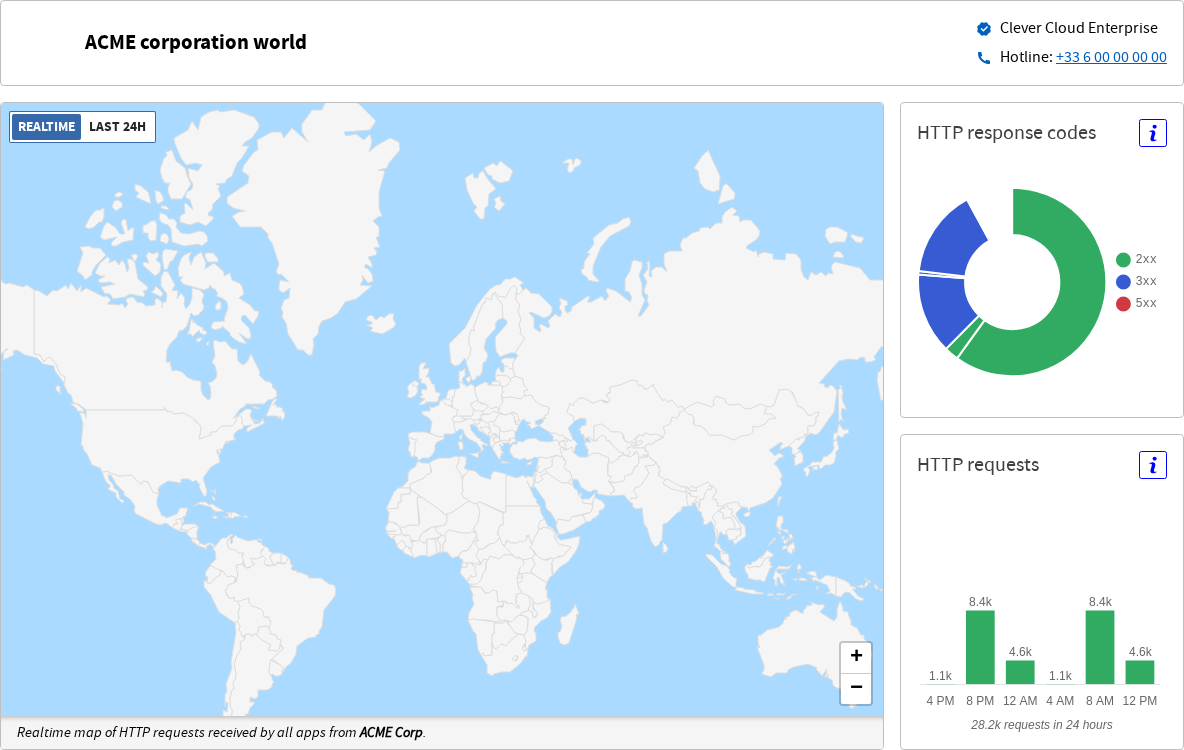 ACME corporation world
Clever Cloud Enterprise
Hotline: +33 6 00 00 00 00
REALTIME LAST 24H
+
−
Realtime map of HTTP requests received by all apps from ACME Corp.
HTTP response codes
i
2xx
3xx
5xx
HTTP requests
i
1.1k 8.4k 4.6k 1.1k 8.4k 4.6k
4 PM 8 PM 12 AM 4 AM 8 AM 12 PM
28.2k requests in 24 hours